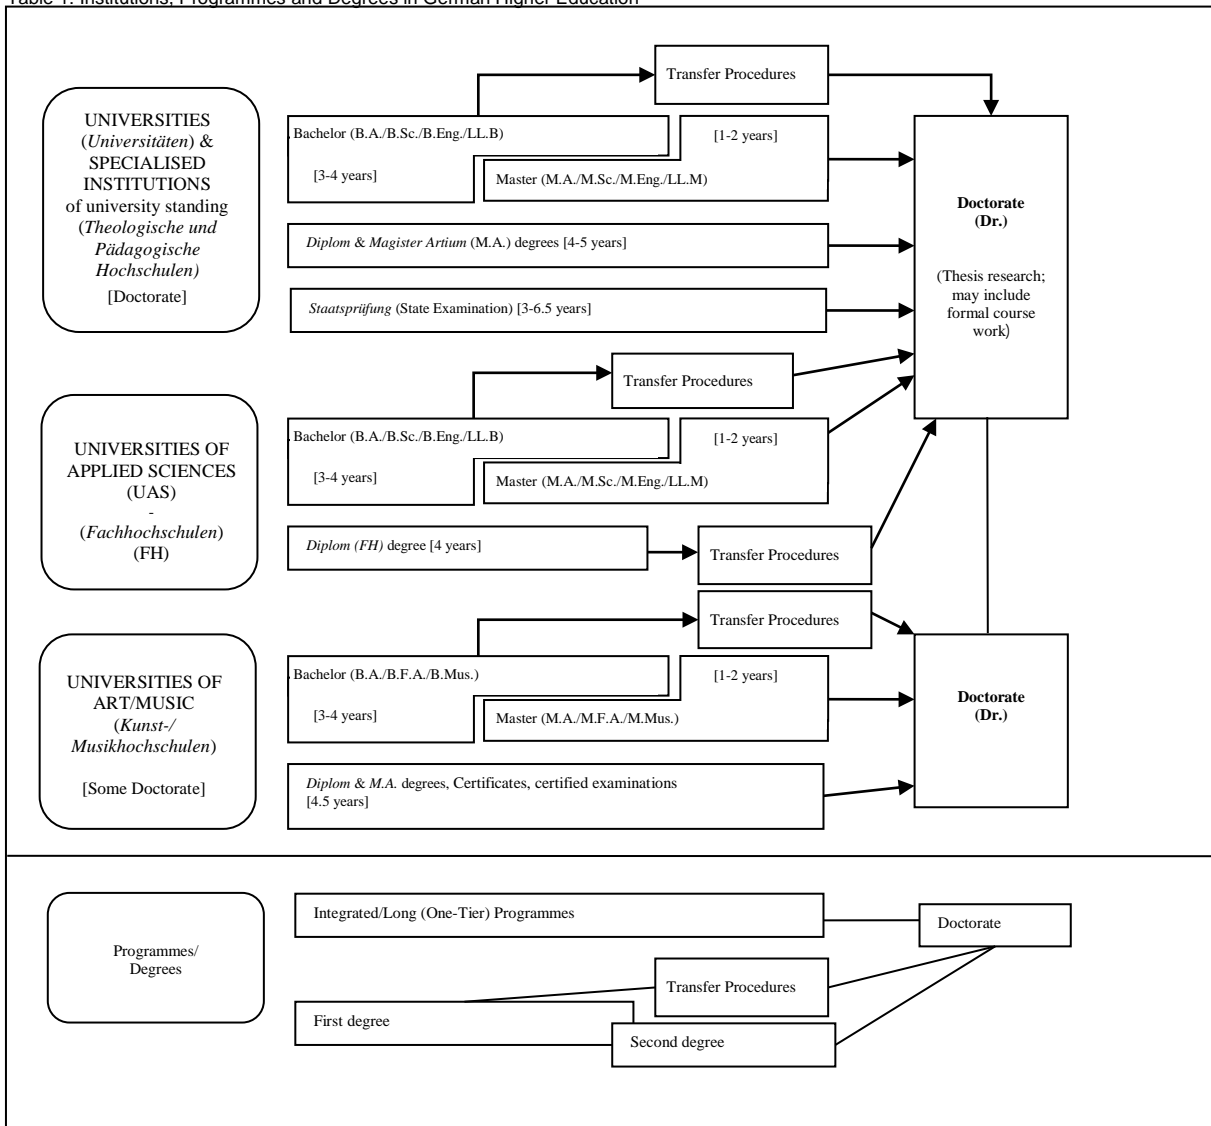 Table 1: Institutions, Programmes and Degrees in German Higher Education
Transfer Procedures
UNIVERSITIES
(Universitäten) &
SPECIALISED
INSTITUTIONS
of university standing
(Theologische und
Pädagogische
Hochschulen)
[Doctorate]
Bachelor (B.A./B.Sc./B.Eng./LL.B)
[3-4 years]
[1-2 years]
Master (M.A./M.Sc./M.Eng./LL.M)
Diplom & Magister Artium (M.A.) degrees [4-5 years]
Staatsprüfung (State Examination) [3-6.5 years]
Doctorate
(Dr.)
(Thesis research;
may include
formal course
work)
Transfer Procedures
UNIVERSITIES OF
APPLIED SCIENCES
(UAS)
-
(Fachhochschulen)
(FH)
Bachelor (B.A./B.Sc./B.Eng./LL.B)
[3-4 years]
[1-2 years]
Master (M.A./M.Sc./M.Eng./LL.M)
Diplom (FH) degree [4 years]
Transfer Procedures
Transfer Procedures
UNIVERSITIES OF
ART/MUSIC
(Kunst-/
Musikhochschulen)
[Some Doctorate]
Bachelor (B.A./B.F.A./B.Mus.)
[3-4 years]
[1-2 years]
Master (M.A./M.F.A./M.Mus.)
Diplom & M.A. degrees, Certificates, certified examinations
[4.5 years]
Doctorate
(Dr.)
Programmes/
Degrees
Integrated/Long (One-Tier) Programmes
Doctorate
Transfer Procedures
First degree
Second degree